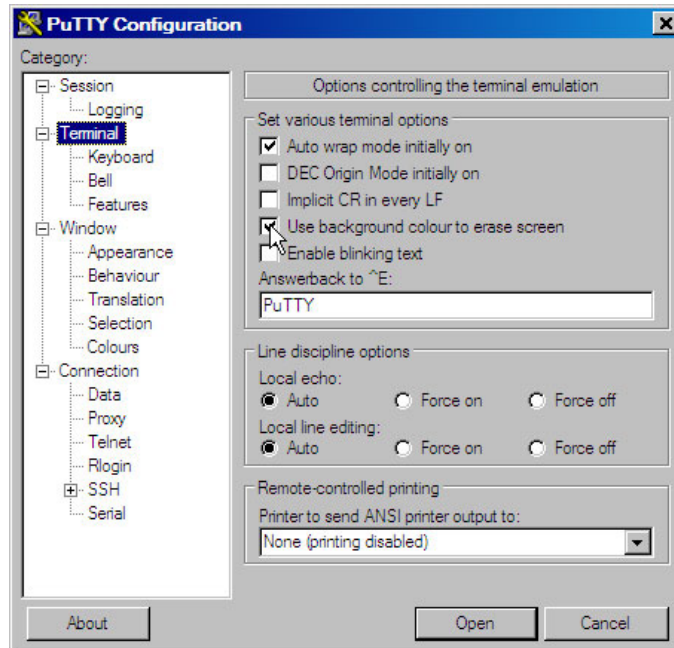 PuTTY Configuration
Category:
Session
Logging
Terminal
Keyboard
Bell
Features
Window
Appearance
Behaviour
Translation
Selection
Colours
Connection
Data
Proxy
Telnet
Rlogin
SSH
Serial
Options controlling the terminal emulation
Set various terminal options
Auto wrap mode initially on
DEC Origin Mode initially on
Implicit CR in every LF
Use background colour to erase screen
Enable blinking text
Answerback to ^E:
PuTTY
Line discipline options
Local echo:
Auto Force on Force off
Local line editing:
Auto Force on Force off
Remote-controlled printing
Printer to send ANSI printer output to:
None (printing disabled)
About Open Cancel